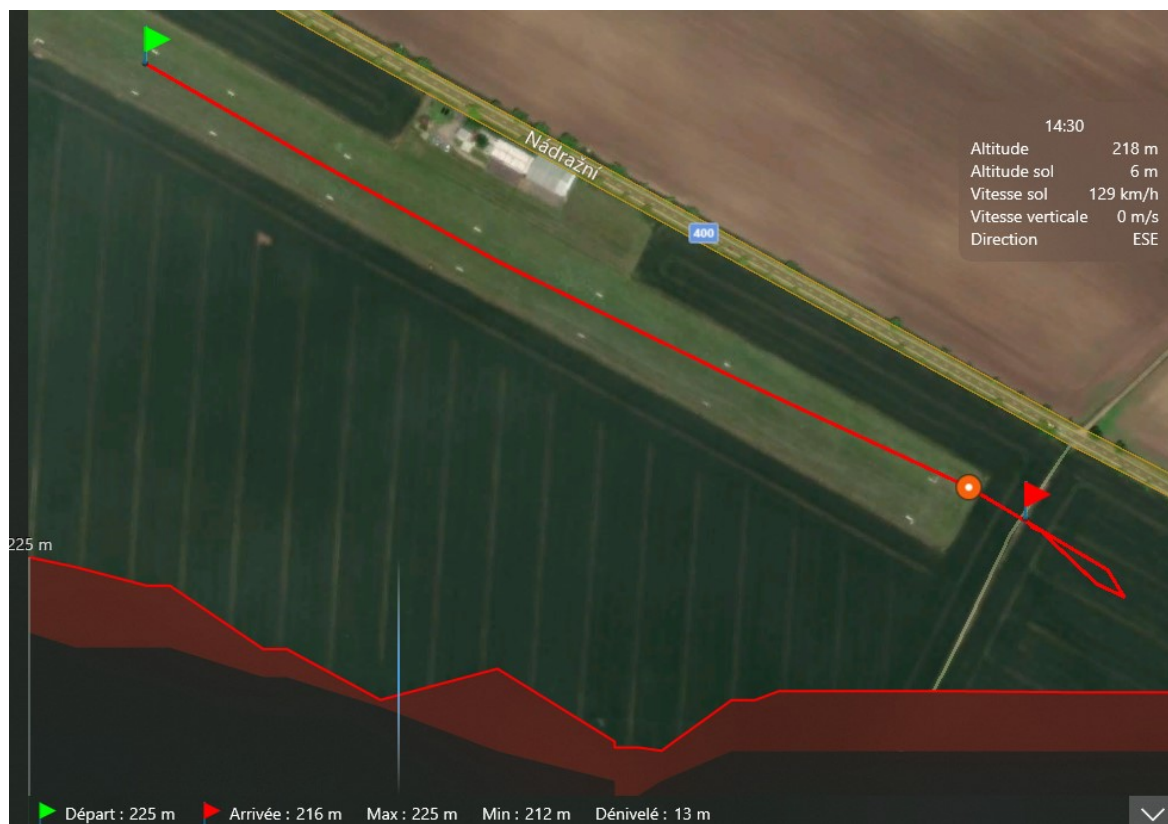 Nádražní
400
14:30
Altitude 218 m
Altitude sol 6 m
Vitesse sol 129 km/h
Vitesse verticale 0 m/s
Direction ESE
225 m
Départ : 225 m Arrivée : 216 m Max : 225 m Min : 212 m Dénivelé : 13 m